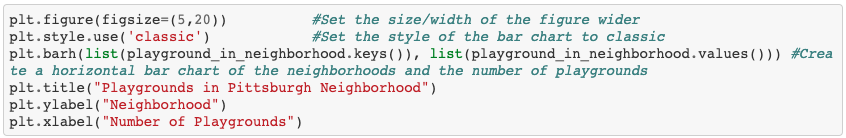 plt.figure(figsize=(5,20))          #Set the size/width of the figure wider
plt.style.use('classic')            #Set the style of the bar chart to classic
plt.barh(list(playground_in_neighborhood.keys()), list(playground_in_neighborhood.values())) #Crea
te a horizontal bar chart of the neighborhoods and the number of playgrounds
plt.title("Playgrounds in Pittsburgh Neighborhood")
plt.ylabel("Neighborhood")
plt.xlabel("Number of Playgrounds")